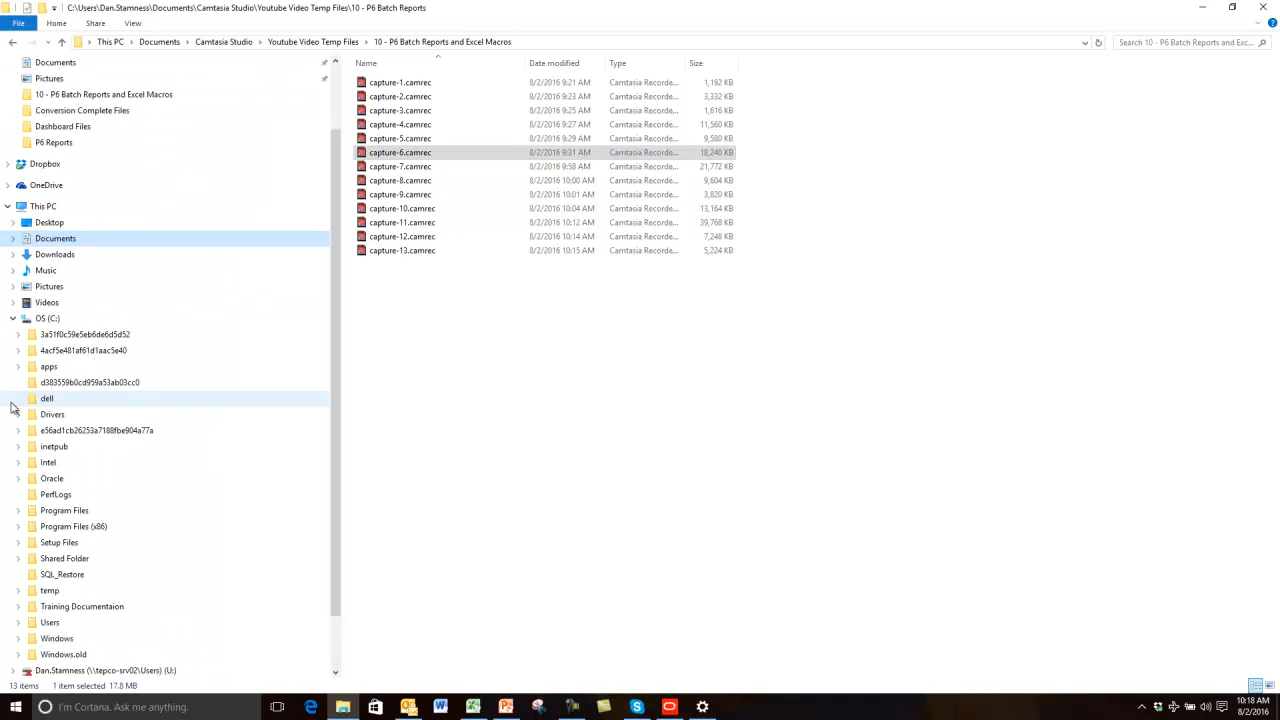 C:\Users\Dan.Stamness\Documents\Camtasia Studio\Youtube Video Temp Files\10 - P6 Batch Reports
File Home Share View
This PC > Documents > Camtasia Studio > Youtube Video Temp Files > 10 - P6 Batch Reports and Excel Macros
Search 10 - P6 Batch Reports and Exc...
Documents
Pictures
10 - P6 Batch Reports and Excel Macros
Conversion Complete Files
Dashboard Files
P6 Reports
Dropbox
OneDrive
This PC
Desktop
Documents
Downloads
Music
Pictures
Videos
OS (C:)
3a51f0c59e5eb6de6d5d52
4acf5e481af61d1aac5e40
apps
d383559b0cd959a53ab03cc0
dell
Drivers
e56ad1cb26253a7188fbe904a77a
inetpub
Intel
Oracle
PerfLogs
Program Files
Program Files (x86)
Setup Files
Shared Folder
SQL_Restore
temp
Training Documentaion
Users
Windows
Windows.old
Dan.Stamness (\\tepco-srv02\Users) (U:)
Name Date modified Type Size
capture-1.camrec 8/2/2016 9:21 AM Camtasia Recorde... 1,192 KB
capture-2.camrec 8/2/2016 9:23 AM Camtasia Recorde... 3,332 KB
capture-3.camrec 8/2/2016 9:25 AM Camtasia Recorde... 1,616 KB
capture-4.camrec 8/2/2016 9:27 AM Camtasia Recorde... 11,560 KB
capture-5.camrec 8/2/2016 9:29 AM Camtasia Recorde... 9,580 KB
capture-6.camrec 8/2/2016 9:31 AM Camtasia Recorde... 18,240 KB
capture-7.camrec 8/2/2016 9:58 AM Camtasia Recorde... 21,772 KB
capture-8.camrec 8/2/2016 10:00 AM Camtasia Recorde... 9,604 KB
capture-9.camrec 8/2/2016 10:01 AM Camtasia Recorde... 3,820 KB
capture-10.camrec 8/2/2016 10:04 AM Camtasia Recorde... 13,164 KB
capture-11.camrec 8/2/2016 10:12 AM Camtasia Recorde... 39,768 KB
capture-12.camrec 8/2/2016 10:14 AM Camtasia Recorde... 7,248 KB
capture-13.camrec 8/2/2016 10:15 AM Camtasia Recorde... 5,224 KB
13 items 1 item selected 17.8 MB
I'm Cortana. Ask me anything.
10:18 AM
8/2/2016